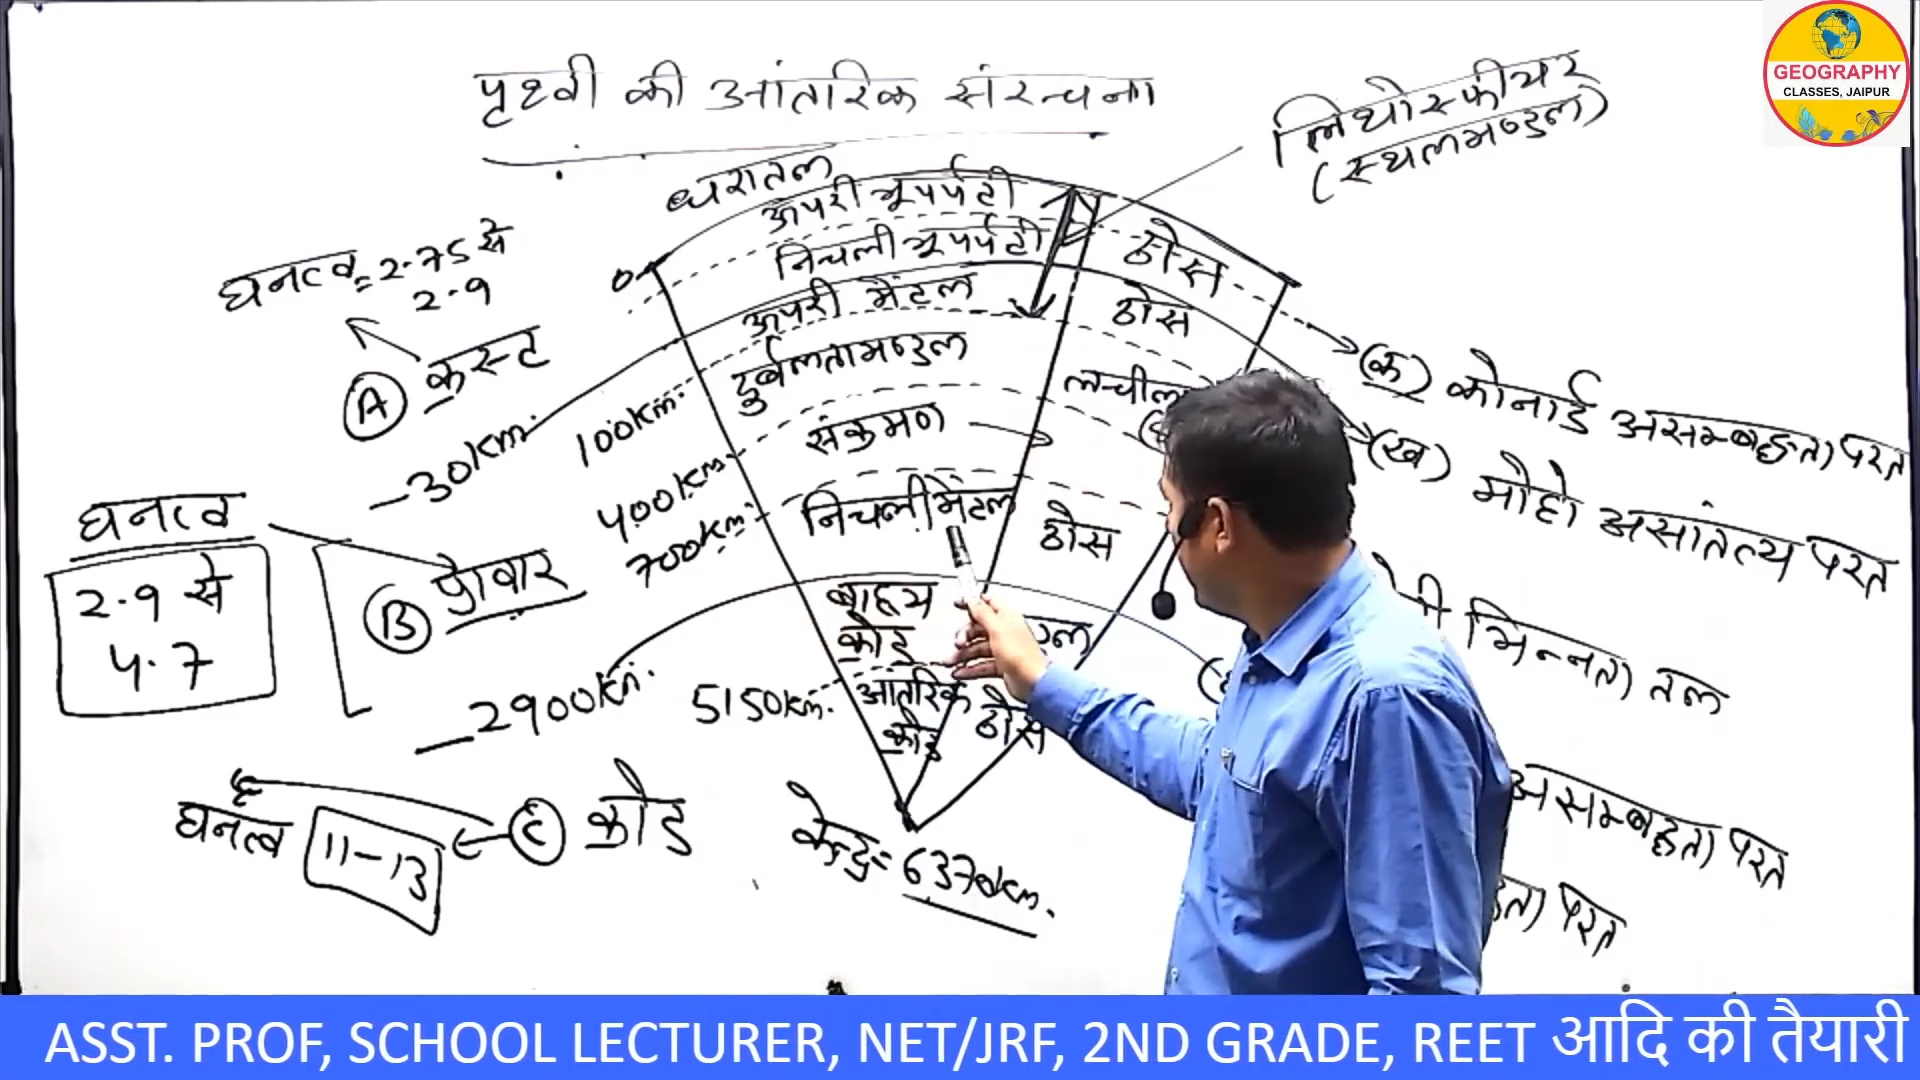 पृथ्वी की आंतरिक संरचना
लिथोस्फीयर
(स्थलमण्डल)
GEOGRAPHY
CLASSES, JAIPUR
धरातल
ऊपरी भूपर्पटी
निचली भूपर्पटी
ठोस
घनत्व = 2.75 से
2.9
0
ऊपरी मैंटल
ठोस
(A) क्रस्ट
दुर्बलतामण्डल
(क) कोनार्ड असम्बद्धता परत
30km
100km.
संक्रमण
(ख) मोहो असांतत्य परत
400km
700km.
निचली मैंटल
ठोस
घनत्व
2.9 से
4.7
(B) प्रावार
भिन्नता तल
बाह्य
कोड
2900km.
5150km.
आंतरिक
कोड
ठोस
असम्बद्धता परत
घनत्व 11-13
(C) कोड
केन्द्र = 6370km.
परत
ASST. PROF, SCHOOL LECTURER, NET/JRF, 2ND GRADE, REET आदि की तैयारी